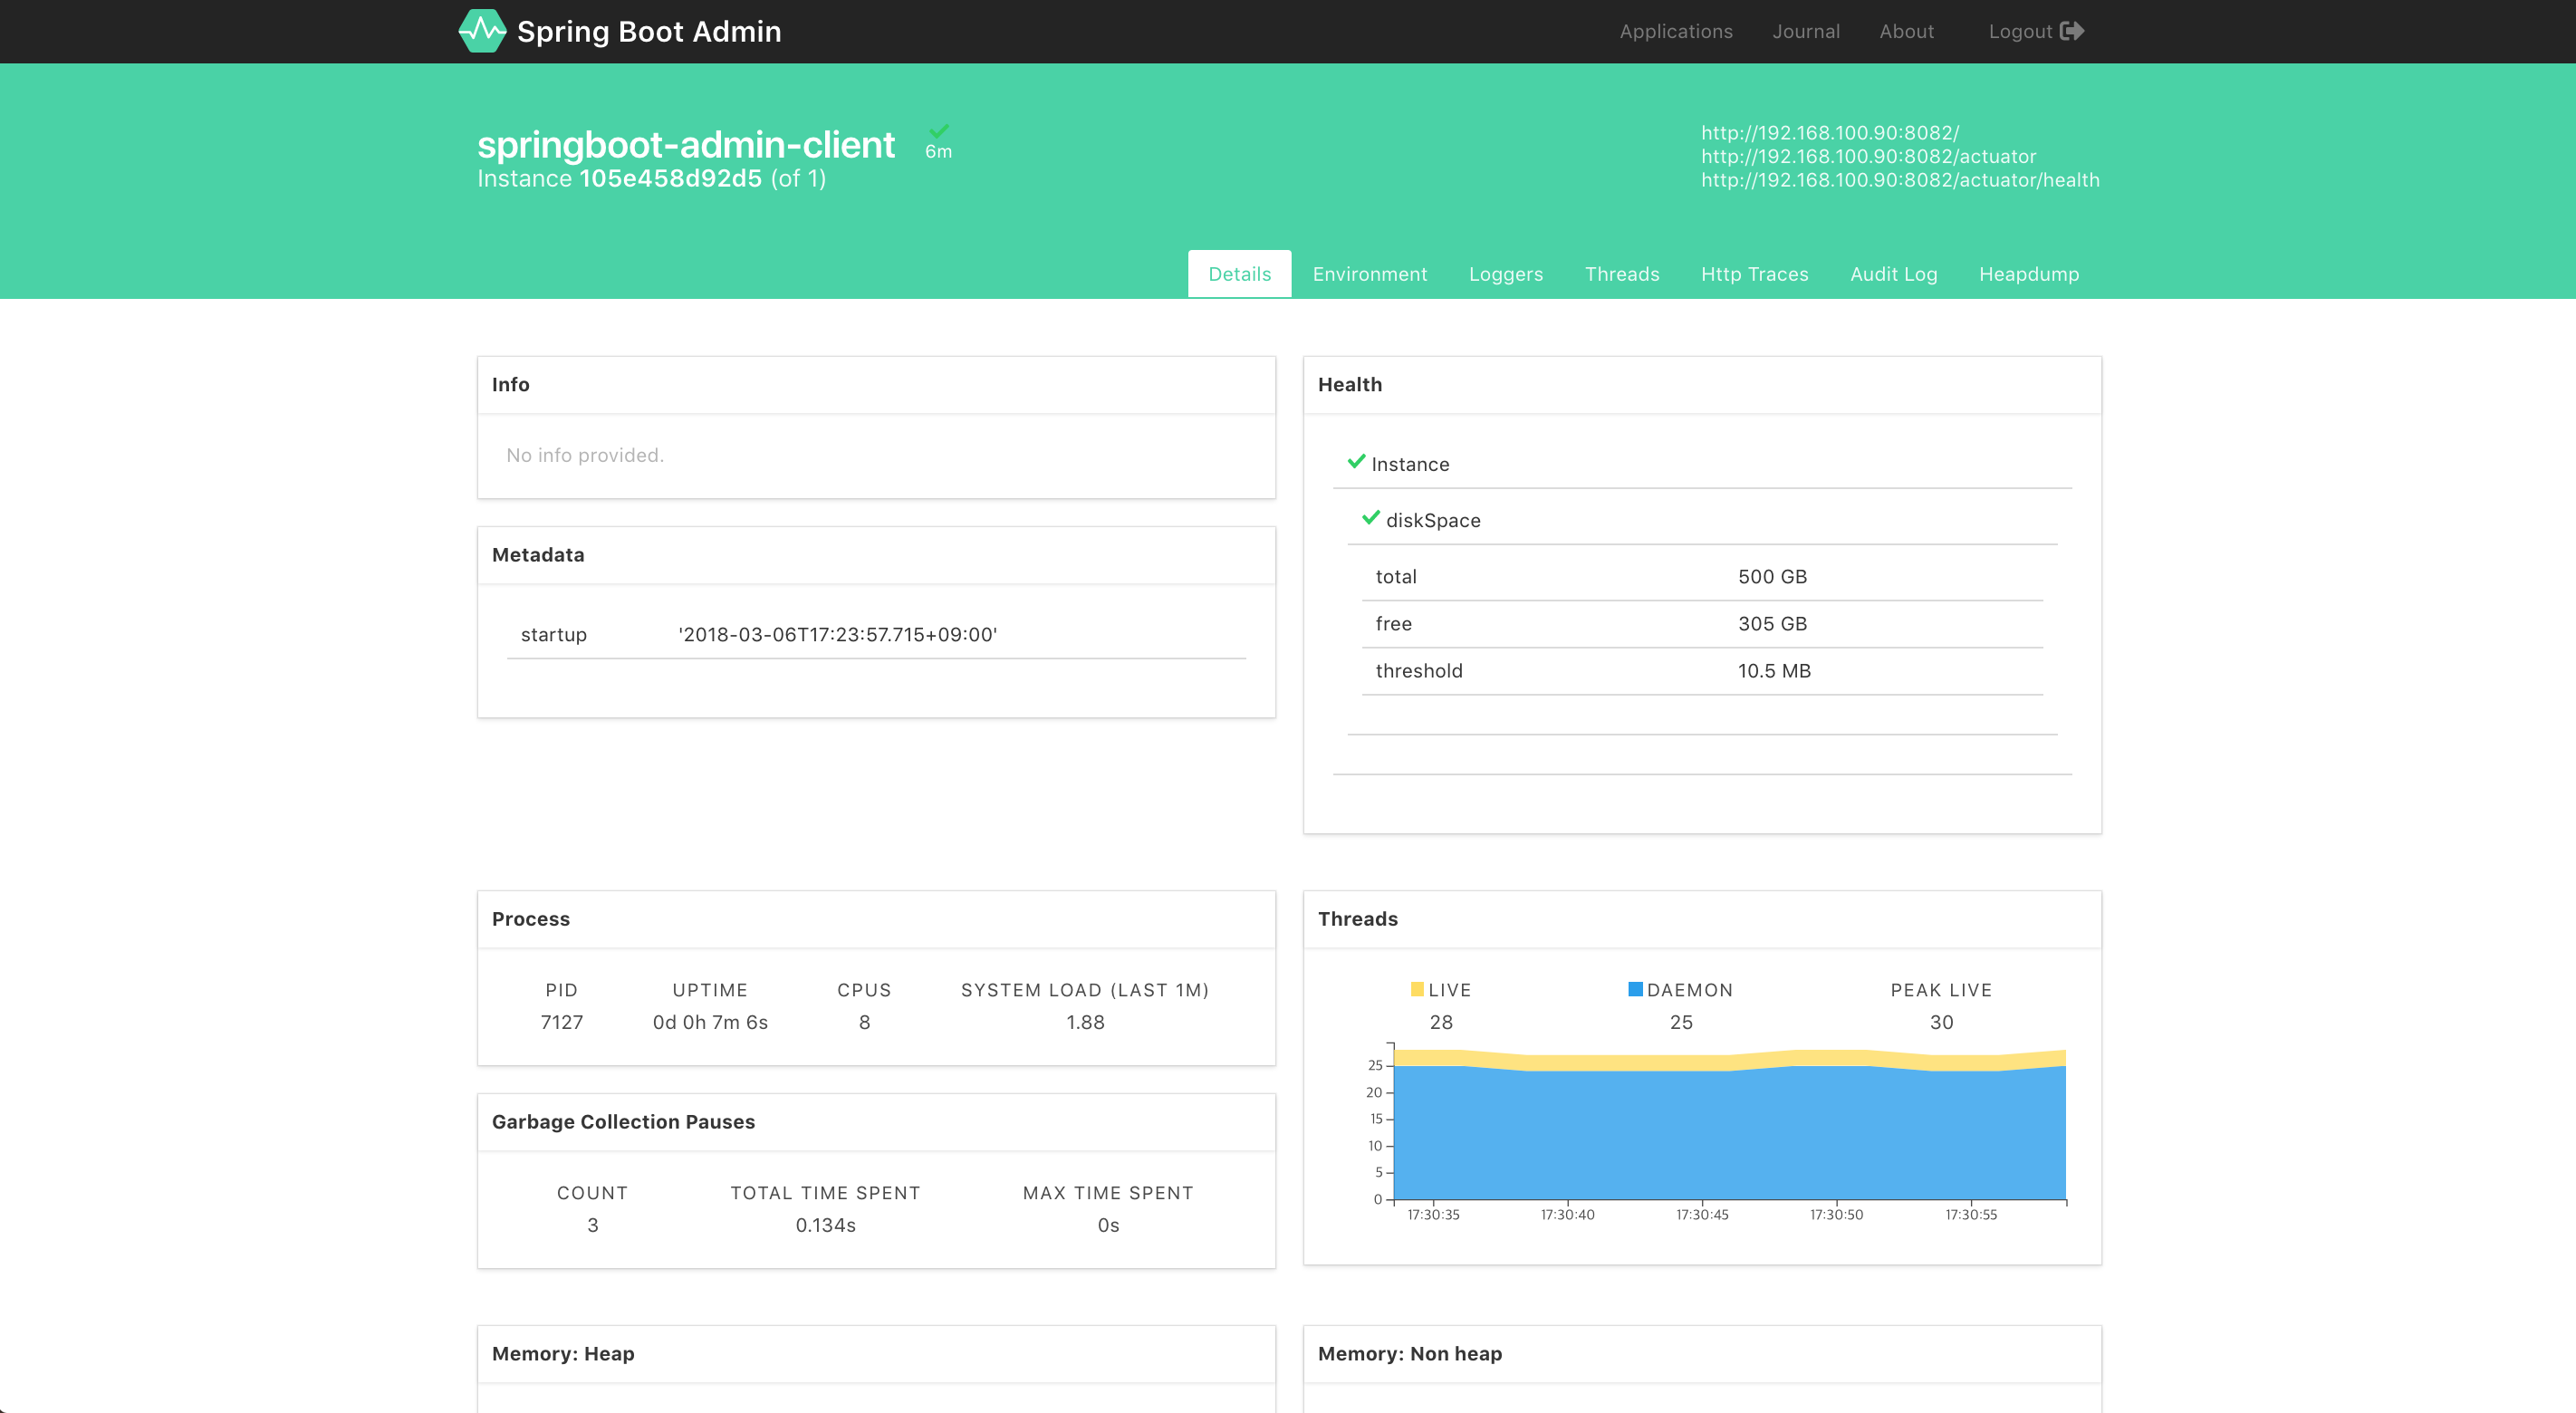 Spring Boot Admin
Applications Journal About Logout
springboot-admin-client
6m
Instance 105e458d92d5 (of 1)
http://192.168.100.90:8082/
http://192.168.100.90:8082/actuator
http://192.168.100.90:8082/actuator/health
Details Environment Loggers Threads Http Traces Audit Log Heapdump
Info
No info provided.
Metadata
startup '2018-03-06T17:23:57.715+09:00'
Health
Instance
diskSpace
total 500 GB
free 305 GB
threshold 10.5 MB
Process
PID UPTIME CPUS SYSTEM LOAD (LAST 1M)
7127 0d 0h 7m 6s 8 1.88
Garbage Collection Pauses
COUNT TOTAL TIME SPENT MAX TIME SPENT
3 0.134s 0s
Threads
LIVE DAEMON PEAK LIVE
28 25 30
25
20
15
10
5
0
17:30:35 17:30:40 17:30:45 17:30:50 17:30:55
Memory: Heap
Memory: Non heap